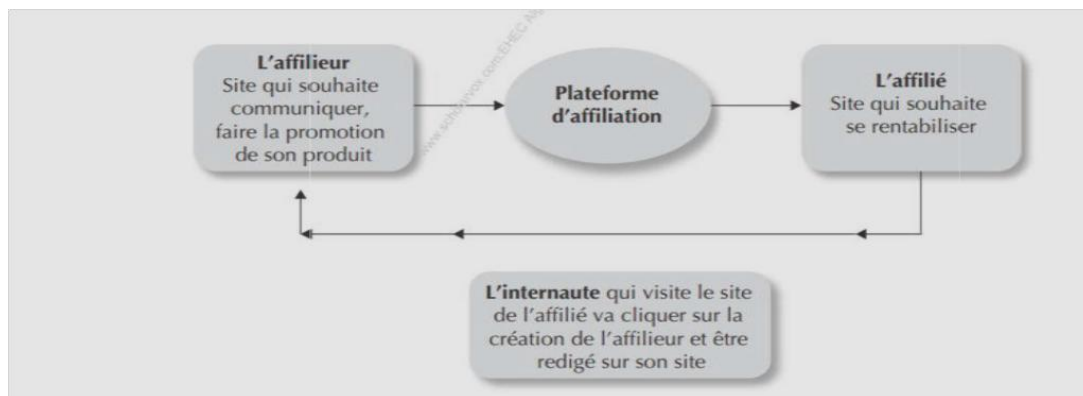 L'affilieur
Site qui souhaite
communiquer,
faire la promotion
de son produit
Plateforme
d'affiliation
L'affilié
Site qui souhaite
se rentabiliser
L'internaute qui visite le site
de l'affilié va cliquer sur la
création de l'affilieur et être
redigé sur son site